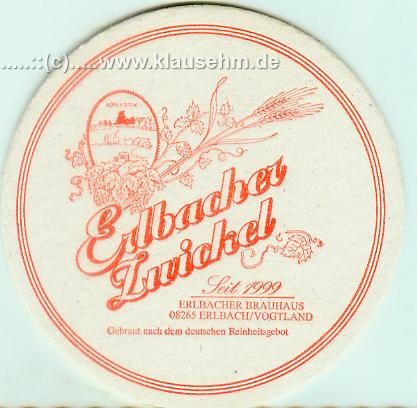 .....::(c).....www.klausehm.de
Erlbacher
Zwickel
Seit 1999
ERLBACHER BRAUHAUS
08265 ERLBACH/VOGTLAND
Gebraut nach dem deutschen Reinheitsgebot